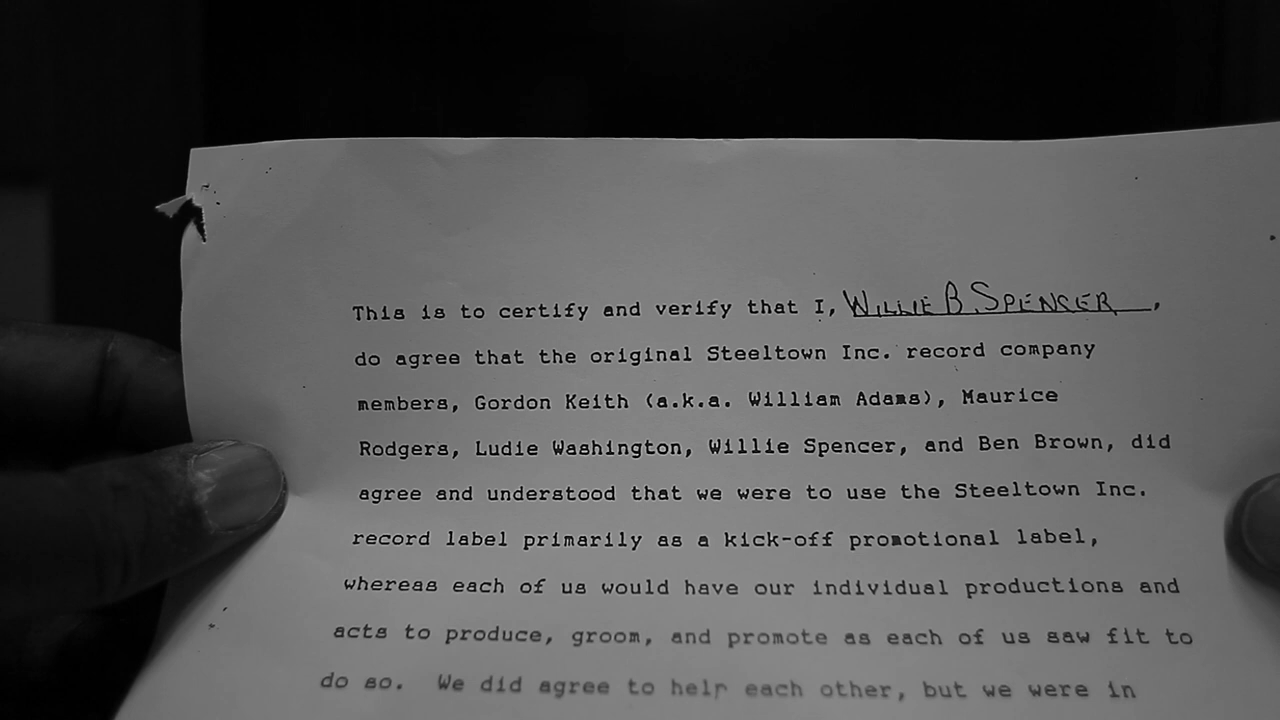 This is to certify and verify that I, WILLIE B. SPENCER,
do agree that the original Steeltown Inc. record company
members, Gordon Keith (a.k.a. William Adams), Maurice
Rodgers, Ludie Washington, Willie Spencer, and Ben Brown, did
agree and understood that we were to use the Steeltown Inc.
record label primarily as a kick-off promotional label,
whereas each of us would have our individual productions and
acts to produce, groom, and promote as each of us saw fit to
do so. We did agree to help each other, but we were in